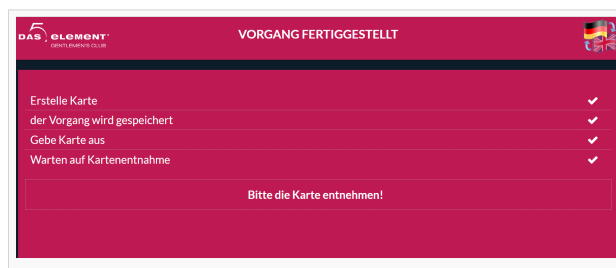 DAS 5. ELEMENT
GENTLEMEN'S CLUB
VORGANG FERTIGGESTELLT
Erstelle Karte
der Vorgang wird gespeichert
Gebe Karte aus
Warten auf Kartenentnahme
Bitte die Karte entnehmen!